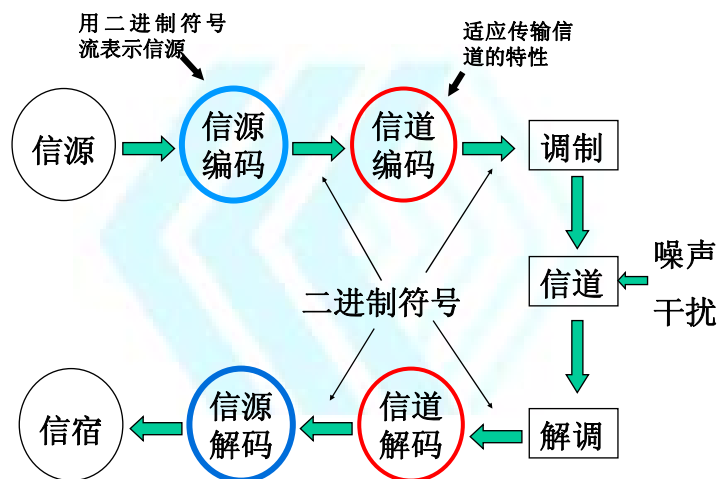 用二进制符号
流表示信源
适应传输信
道的特性
信源
信源
编码
信道
编码
调制
噪声
信道
干扰
二进制符号
信宿
信源
解码
信道
解码
解调